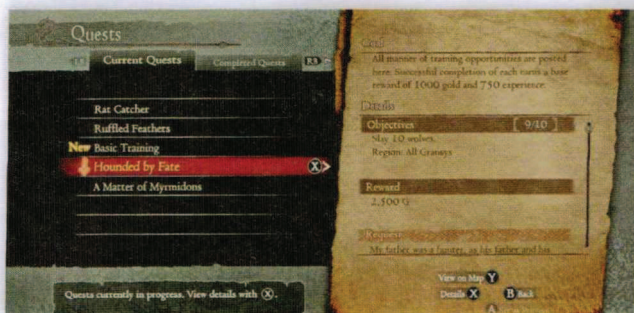 Quests
Current Quests
Completed Quests
R3
Rat Catcher
Ruffled Feathers
New Basic Training
Hounded by Fate
X
A Matter of Myrmidons
Quests currently in progress. View details with X.
All manner of training opportunities are posted
here. Successful completion of each earns a base
reward of 1000 gold and 750 experience.
Details
Objectives [ 9/10 ]
Slay 10 wolves.
Region: All Gransys
Reward
2,500 G
Request
My father was a hunter, as his father and his
View on Map Y
Details X B Back